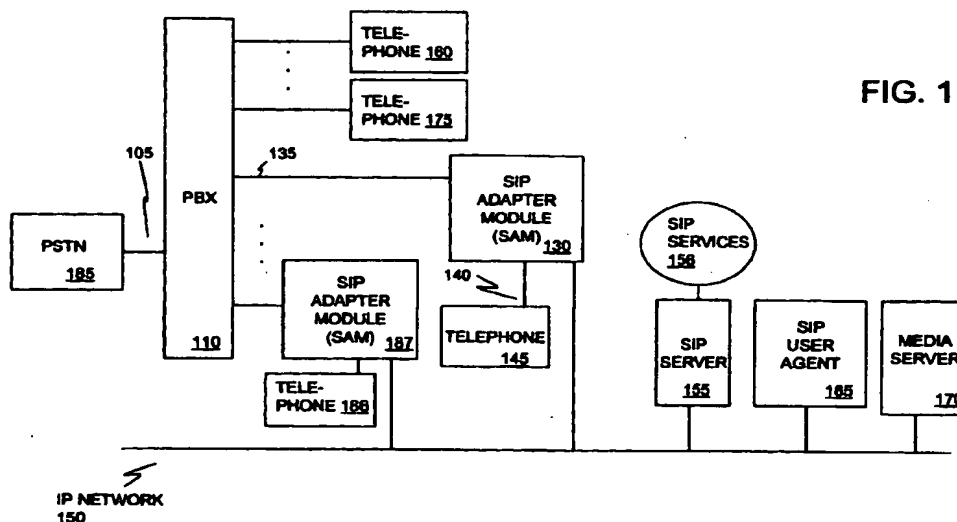 TELE-
PHONE 160
TELE-
PHONE 175
FIG. 1
105
135
PBX
110
PSTN
185
SIP
ADAPTER
MODULE
(SAM) 130
140
TELEPHONE
145
SIP
ADAPTER
MODULE
(SAM) 187
TELE-
PHONE 166
SIP
SERVICES
156
SIP
SERVER
155
SIP
USER
AGENT
165
MEDIA
SERVER
170
IP NETWORK
150